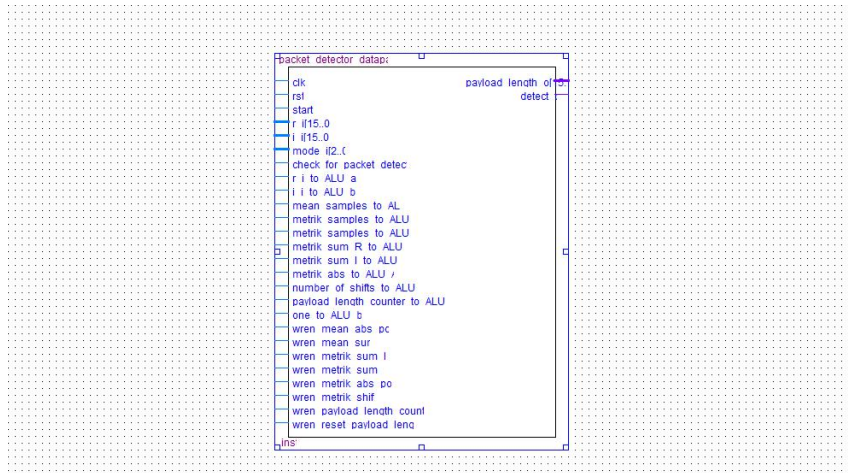 packet detector datapa
clk
payload length o[15.
rst
detect
start
r i[15..0
i i[15..0
mode i[2..0
check for packet detec
r i to ALU a
i i to ALU b
mean samples to AL
metrik samples to ALU
metrik samples to ALU
metrik sum R to ALU
metrik sum I to ALU
metrik abs to ALU
number of shifts to ALU
payload length counter to ALU
one to ALU b
wren mean abs po
wren mean sur
wren metrik sum I
wren metrik sum
wren metrik abs po
wren metrik shif
wren payload length count
wren reset payload leng
ins